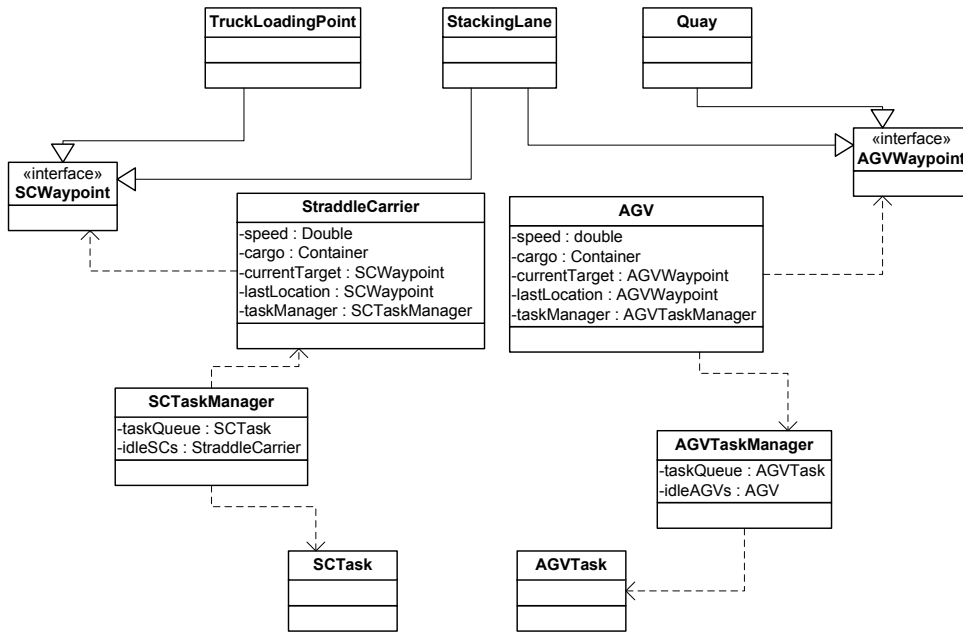 TruckLoadingPoint
StackingLane
Quay
«interface»
SCWaypoint
«interface»
AGVWaypoint
StraddleCarrier
-speed : Double
-cargo : Container
-currentTarget : SCWaypoint
-lastLocation : SCWaypoint
-taskManager : SCTaskManager
AGV
-speed : double
-cargo : Container
-currentTarget : AGVWaypoint
-lastLocation : AGVWaypoint
-taskManager : AGVTaskManager
SCTaskManager
-taskQueue : SCTask
-idleSCs : StraddleCarrier
AGVTaskManager
-taskQueue : AGVTask
-idleAGVs : AGV
SCTask
AGVTask